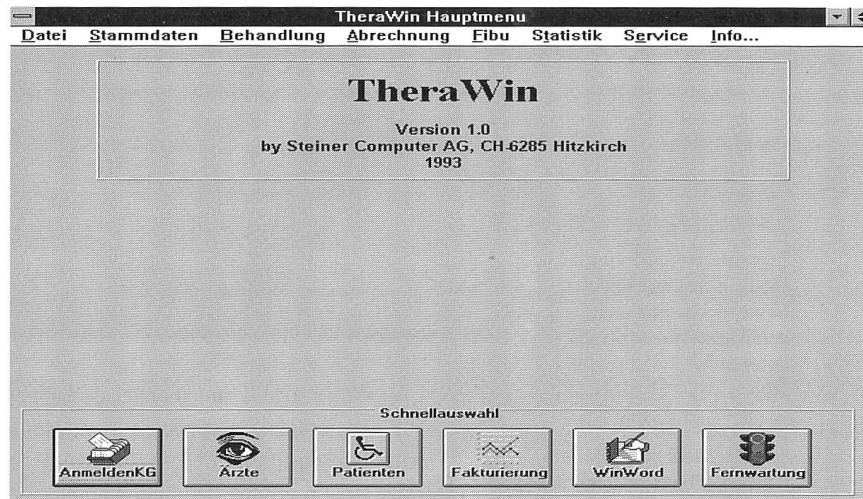 TheraWin Hauptmenu
Datei Stammdaten Behandlung Abrechnung Fibu Statistik Service Info...
TheraWin
Version 1.0
by Steiner Computer AG, CH-6285 Hitzkirch
1993
Schnellauswahl
AnmeldenKG Ärzte Patienten Fakturierung WinWord Fernwartung